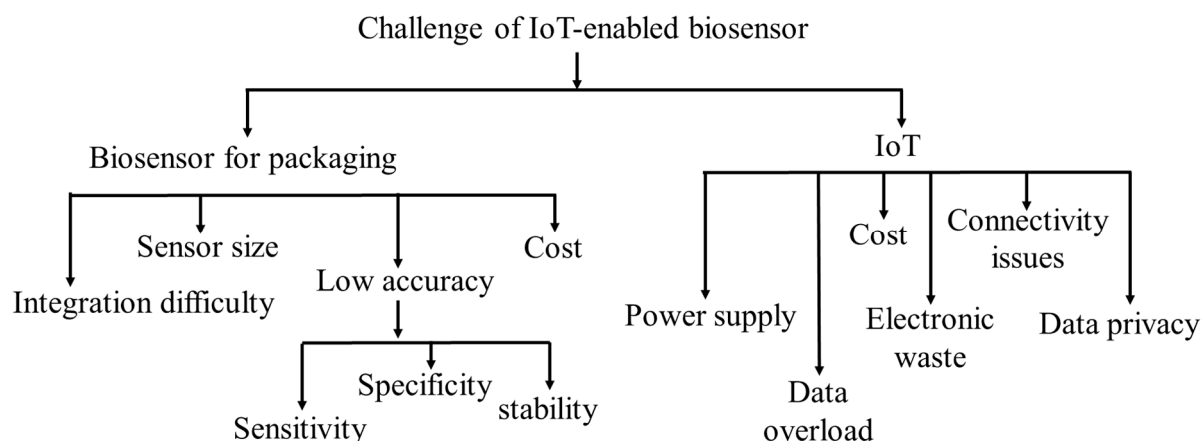 Challenge of IoT-enabled biosensor
Biosensor for packaging
IoT
Integration difficulty
Sensor size
Low accuracy
Cost
Sensitivity
Specificity
stability
Power supply
Data
overload
Cost
Electronic
waste
Connectivity
issues
Data privacy